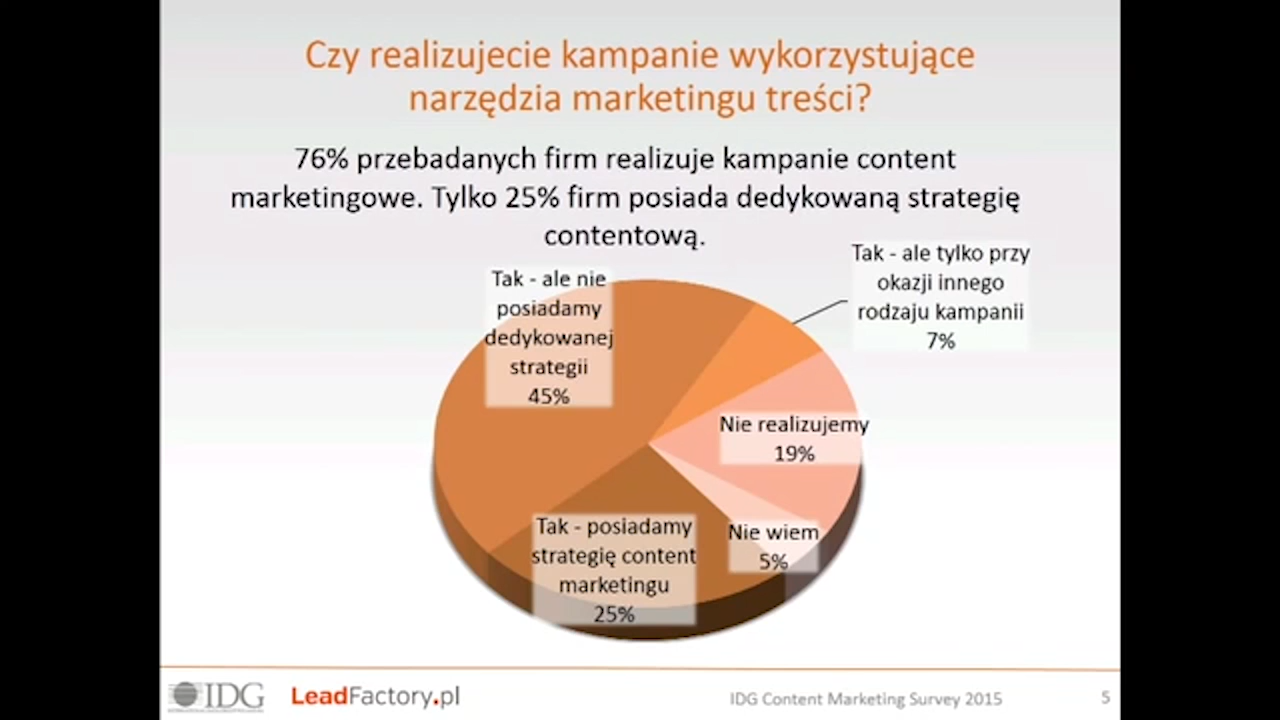 Czy realizujecie kampanie wykorzystujące
narzędzia marketingu treści?
76% przebadanych firm realizuje kampanie content
marketingowe. Tylko 25% firm posiada dedykowaną strategię
contentową.
Tak - ale tylko przy
okazji innego
rodzaju kampanii
7%
Tak - ale nie
posiadamy
dedykowanej
strategii
45%
Nie realizujemy
19%
Tak - posiadamy
strategię content
marketingu
25%
Nie wiem
5%
IDG
LeadFactory.pl
IDG Content Marketing Survey 2015
5